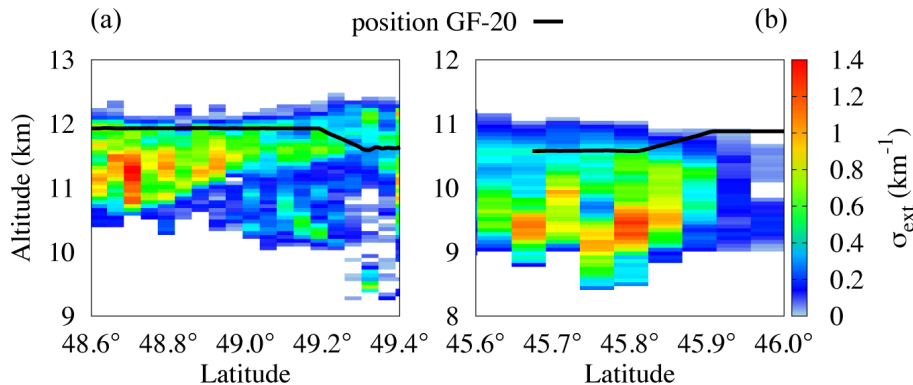 (a)
position GF-20
(b)
Altitude (km)
13
12
11
10
9
48.6° 48.8° 49.0° 49.2° 49.4°
Latitude
12
11
10
9
8
45.6° 45.7° 45.8° 45.9° 46.0°
Latitude
1.4
1.2
1
0.8
0.6
0.4
0.2
0
σext (km⁻¹)